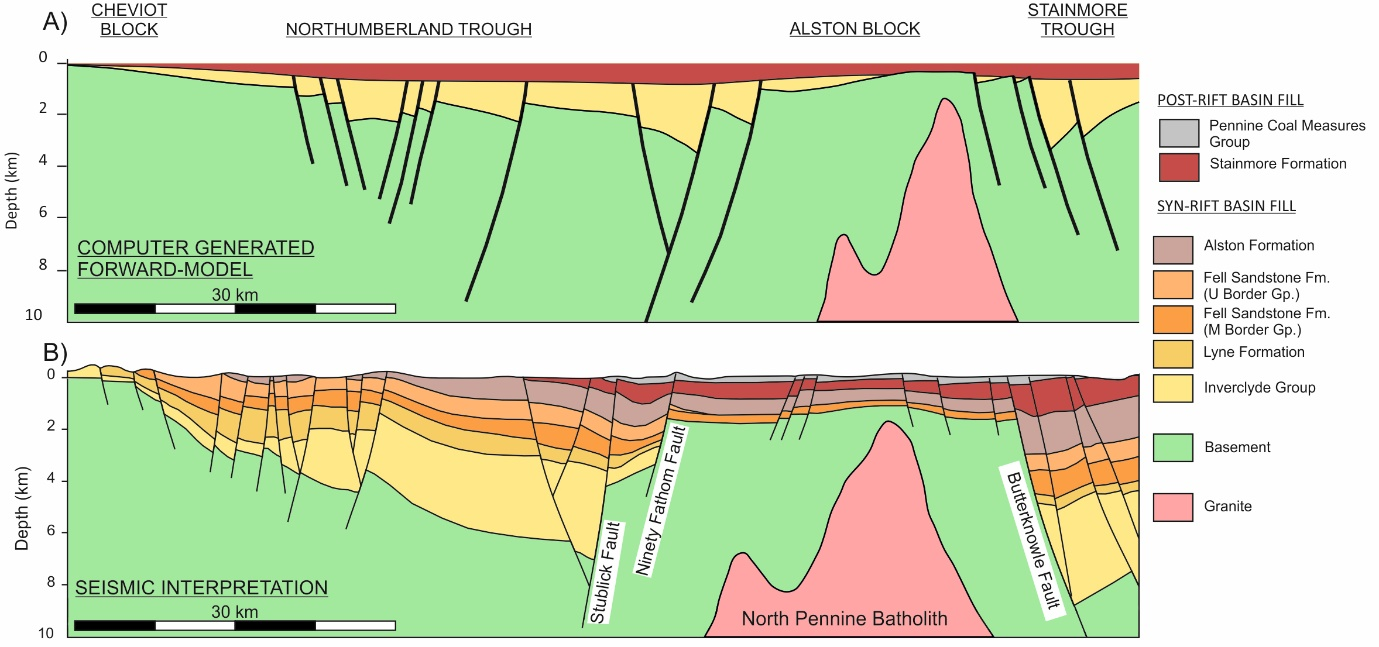 A)
CHEVIOT
BLOCK
NORTHUMBERLAND TROUGH
ALSTON BLOCK
STAINMORE
TROUGH
0
2
4
6
8
10
Depth (km)
COMPUTER GENERATED
FORWARD-MODEL
30 km
B)
0
2
4
6
8
10
Depth (km)
SEISMIC INTERPRETATION
30 km
Stublick Fault
Ninety Fathom Fault
North Pennine Batholith
Butterknowle Fault
POST-RIFT BASIN FILL
Pennine Coal Measures
Group
Stainmore Formation
SYN-RIFT BASIN FILL
Alston Formation
Fell Sandstone Fm.
(U Border Gp.)
Fell Sandstone Fm.
(M Border Gp.)
Lyne Formation
Inverclyde Group
Basement
Granite